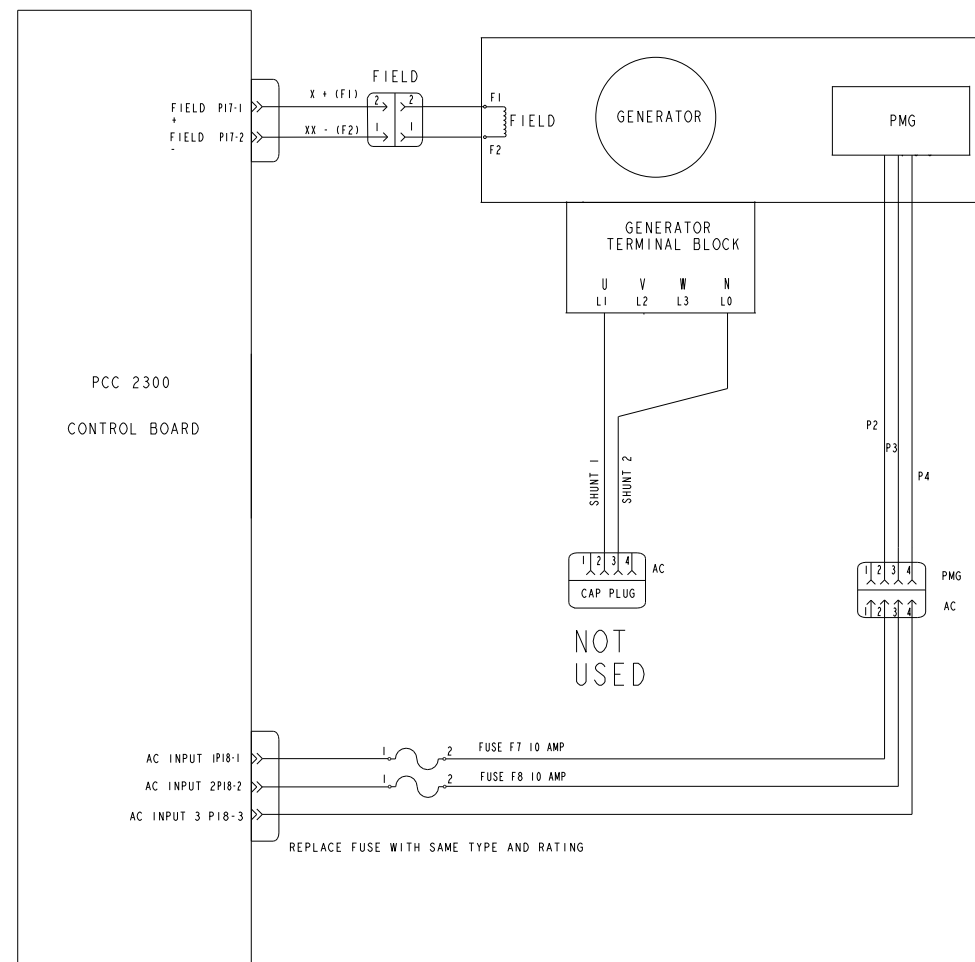 FIELD
X + (F1)
FIELD P17-1
+
2 2
F1
FIELD
GENERATOR
PMG
XX - (F2)
FIELD P17-2
-
1 1
F2
GENERATOR
TERMINAL BLOCK
U V W N
L1 L2 L3 L0
PCC 2300
CONTROL BOARD
P2
P3
P4
SHUNT 1
SHUNT 2
1 2 3 4
AC
CAP PLUG
1 2 3 4
PMG
1 2 3 4
AC
NOT
USED
AC INPUT 1P18-1
1 2
FUSE F7 10 AMP
AC INPUT 2P18-2
1 2
FUSE F8 10 AMP
AC INPUT 3 P18-3
REPLACE FUSE WITH SAME TYPE AND RATING